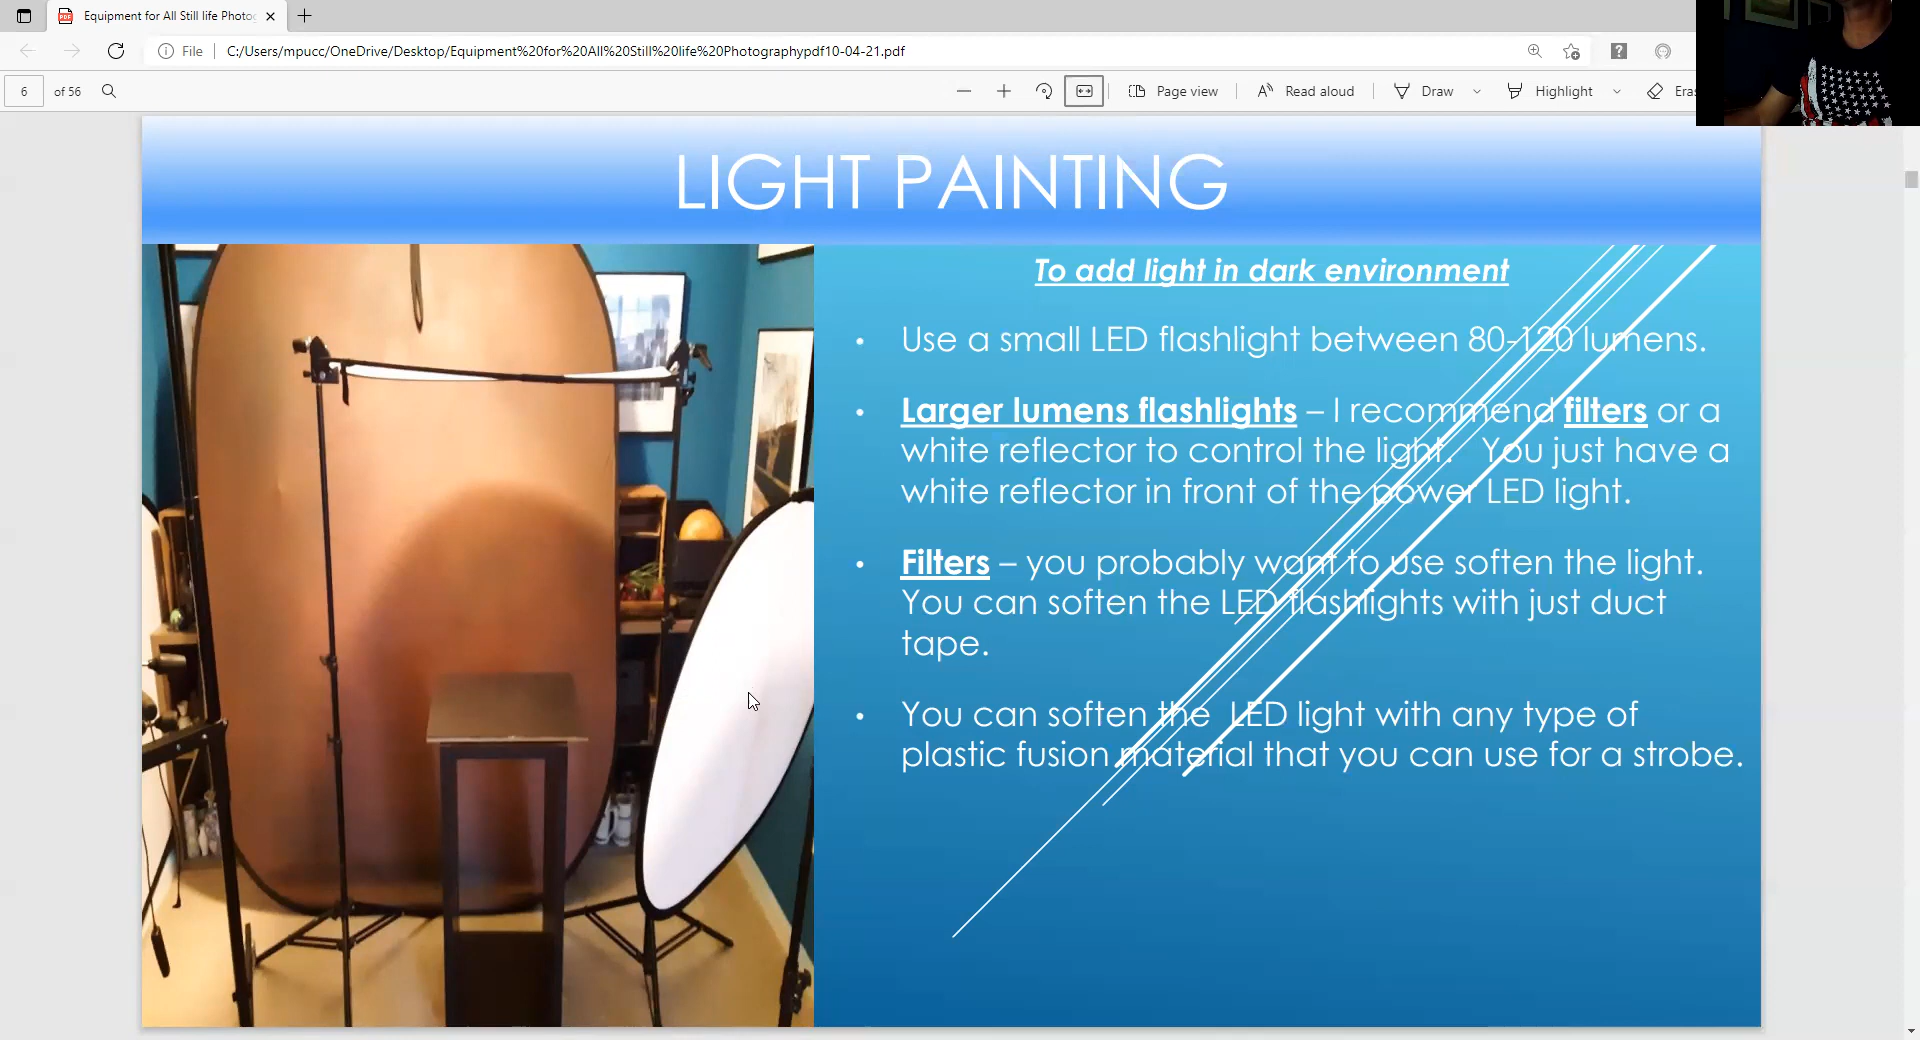 Equipment for All Still life Photog
File C:/Users/mpucc/OneDrive/Desktop/Equipment%20for%20All%20Still%20life%20Photographypdf10-04-21.pdf
6 of 56 Page view Read aloud Draw Highlight Eras
LIGHT PAINTING
To add light in dark environment
• Use a small LED flashlight between 80-120 lumens.
• Larger lumens flashlights – I recommend filters or a
white reflector to control the light. You just have a
white reflector in front of the power LED light.
• Filters – you probably want to use soften the light.
You can soften the LED flashlights with just duct
tape.
• You can soften the LED light with any type of
plastic fusion material that you can use for a strobe.